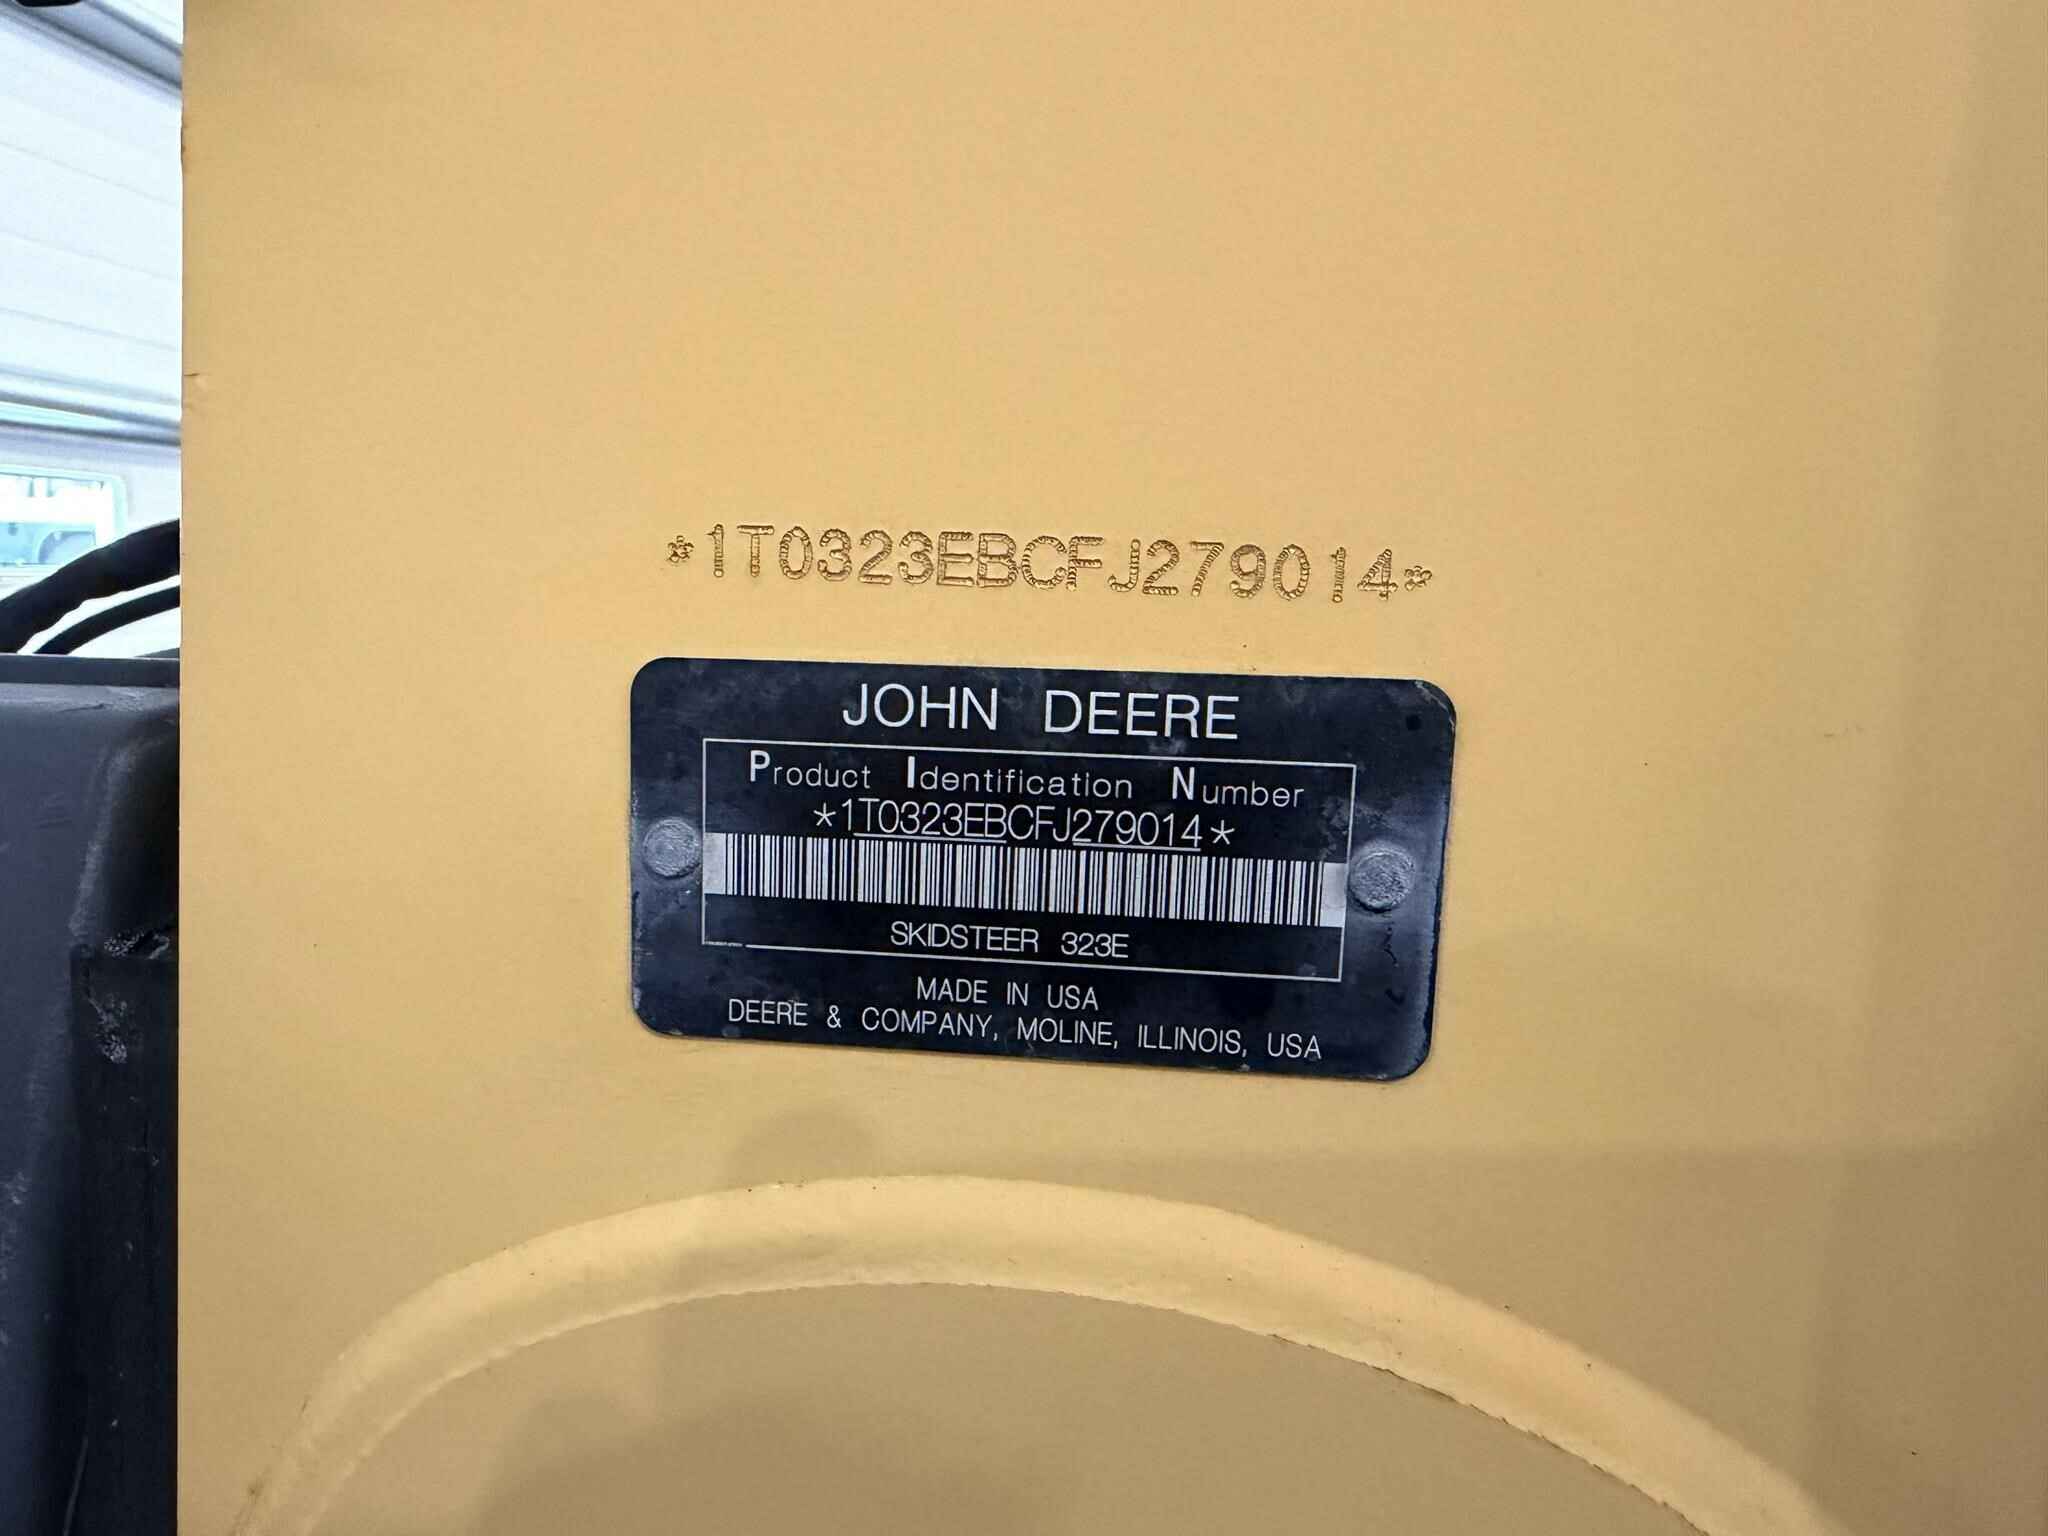 *1T0323EBCFJ279014*
JOHN DEERE
Product Identification Number
*1T0323EBCFJ279014*
SKIDSTEER 323E
MADE IN USA
DEERE & COMPANY, MOLINE, ILLINOIS, USA